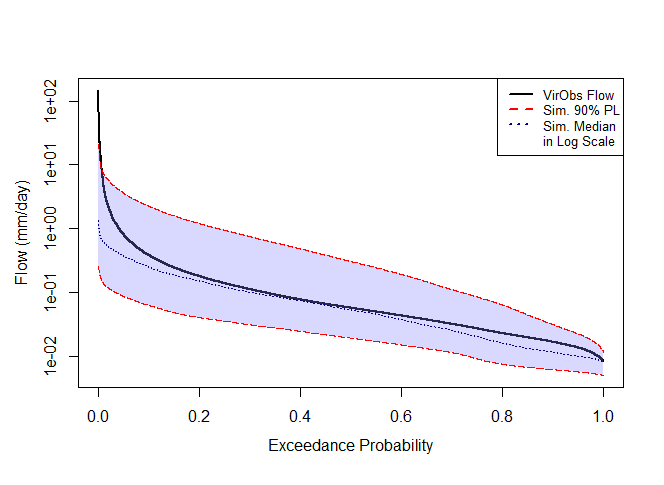 VirObs Flow
Sim. 90% PL
Sim. Median
in Log Scale
Flow (mm/day)
1e+02
1e+01
1e+00
1e-01
1e-02
0.0 0.2 0.4 0.6 0.8 1.0
Exceedance Probability